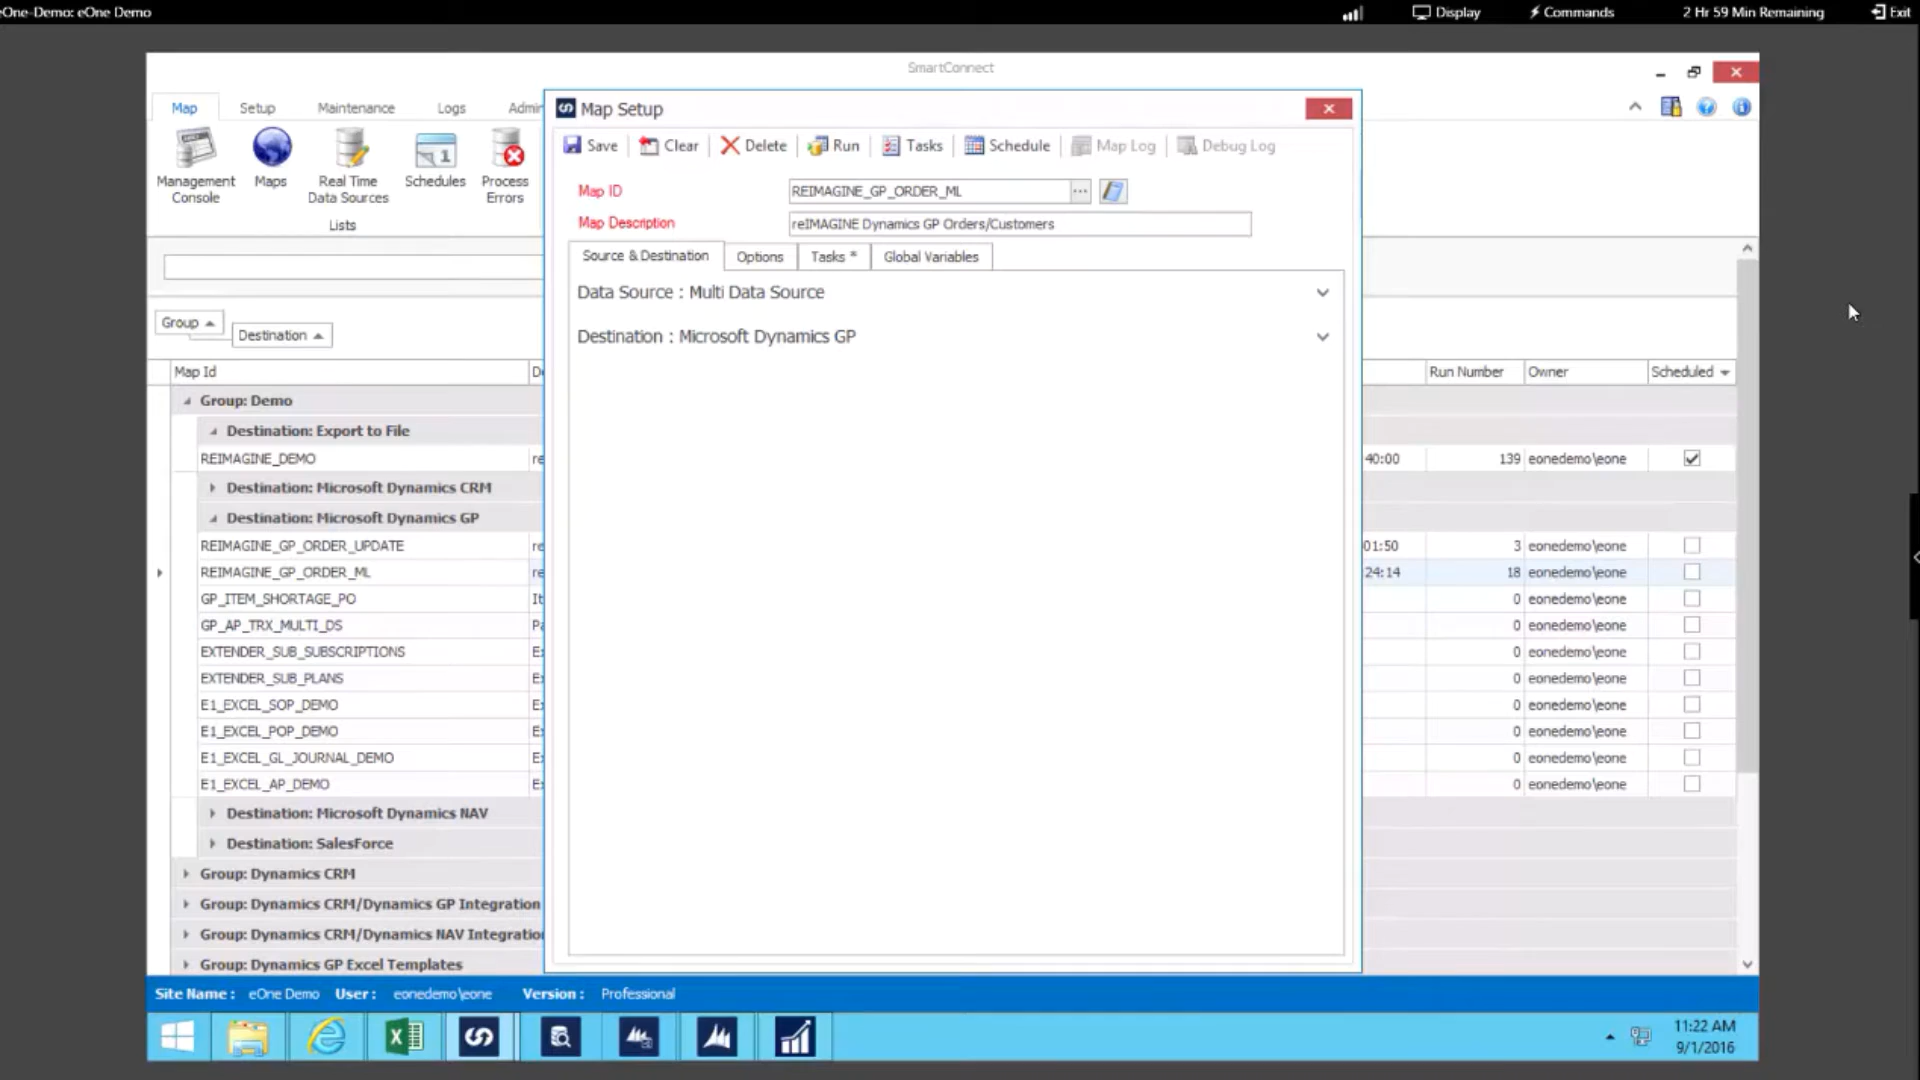 eOne-Demo: eOne Demo
Display
Commands
2 Hr 59 Min Remaining
Exit
SmartConnect
Map
Setup
Maintenance
Logs
Management Console
Maps
Real Time Data Sources
Schedules
Process Errors
Lists
Map Setup
Save
Clear
Delete
Run
Tasks
Schedule
Map Log
Debug Log
Map ID
REIMAGINE_GP_ORDER_ML
Map Description
reIMAGINE Dynamics GP Orders/Customers
Source & Destination
Options
Tasks *
Global Variables
Data Source : Multi Data Source
Destination : Microsoft Dynamics GP
Group
Destination
Map Id
Run Number
Owner
Scheduled
Group: Demo
Destination: Export to File
REIMAGINE_DEMO
40:00
139
eonedemo\eone
Destination: Microsoft Dynamics CRM
Destination: Microsoft Dynamics GP
REIMAGINE_GP_ORDER_UPDATE
01:50
3
eonedemo\eone
REIMAGINE_GP_ORDER_ML
24:14
18
eonedemo\eone
GP_ITEM_SHORTAGE_PO
0
eonedemo\eone
GP_AP_TRX_MULTI_DS
0
eonedemo\eone
EXTENDER_SUB_SUBSCRIPTIONS
0
eonedemo\eone
EXTENDER_SUB_PLANS
0
eonedemo\eone
E1_EXCEL_SOP_DEMO
0
eonedemo\eone
E1_EXCEL_POP_DEMO
0
eonedemo\eone
E1_EXCEL_GL_JOURNAL_DEMO
0
eonedemo\eone
E1_EXCEL_AP_DEMO
0
eonedemo\eone
Destination: Microsoft Dynamics NAV
Destination: SalesForce
Group: Dynamics CRM
Group: Dynamics CRM/Dynamics GP Integration
Group: Dynamics CRM/Dynamics NAV Integration
Group: Dynamics GP Excel Templates
Site Name : eOne Demo User : eonedemo\eone Version : Professional
11:22 AM
9/1/2016